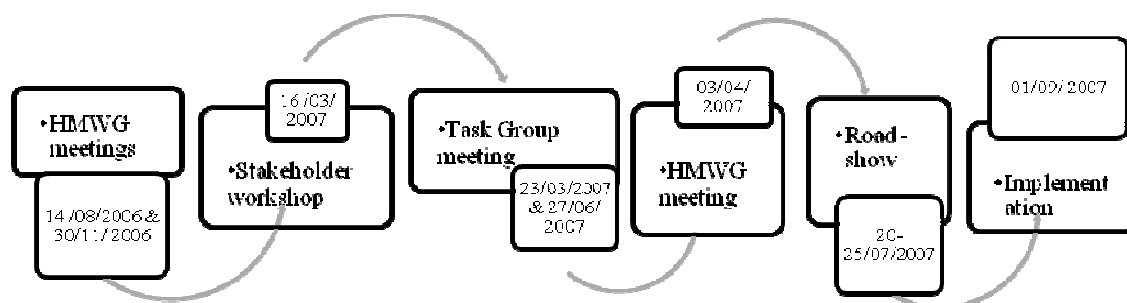 •HMWG
meetings
14/08/2006 &
30/11/2006
16/03/
2007
•Stakeholder
workshop
•Task Group
meeting
23/03/2007
& 27/06/
2007
03/04/
2007
•HMWG
meeting
•Road-
show
20-
25/07/2007
01/09/2007
•Implement
ation